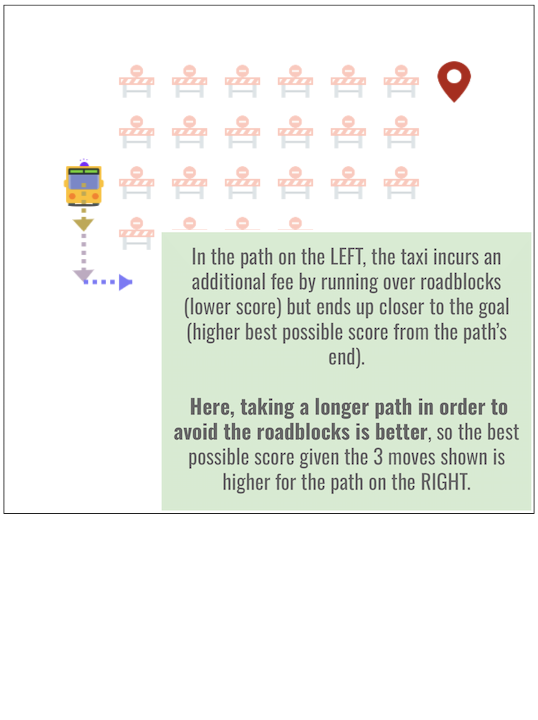 In the path on the LEFT, the taxi incurs an
additional fee by running over roadblocks
(lower score) but ends up closer to the goal
(higher best possible score from the path's
end).
Here, taking a longer path in order to
avoid the roadblocks is better, so the best
possible score given the 3 moves shown is
higher for the path on the RIGHT.